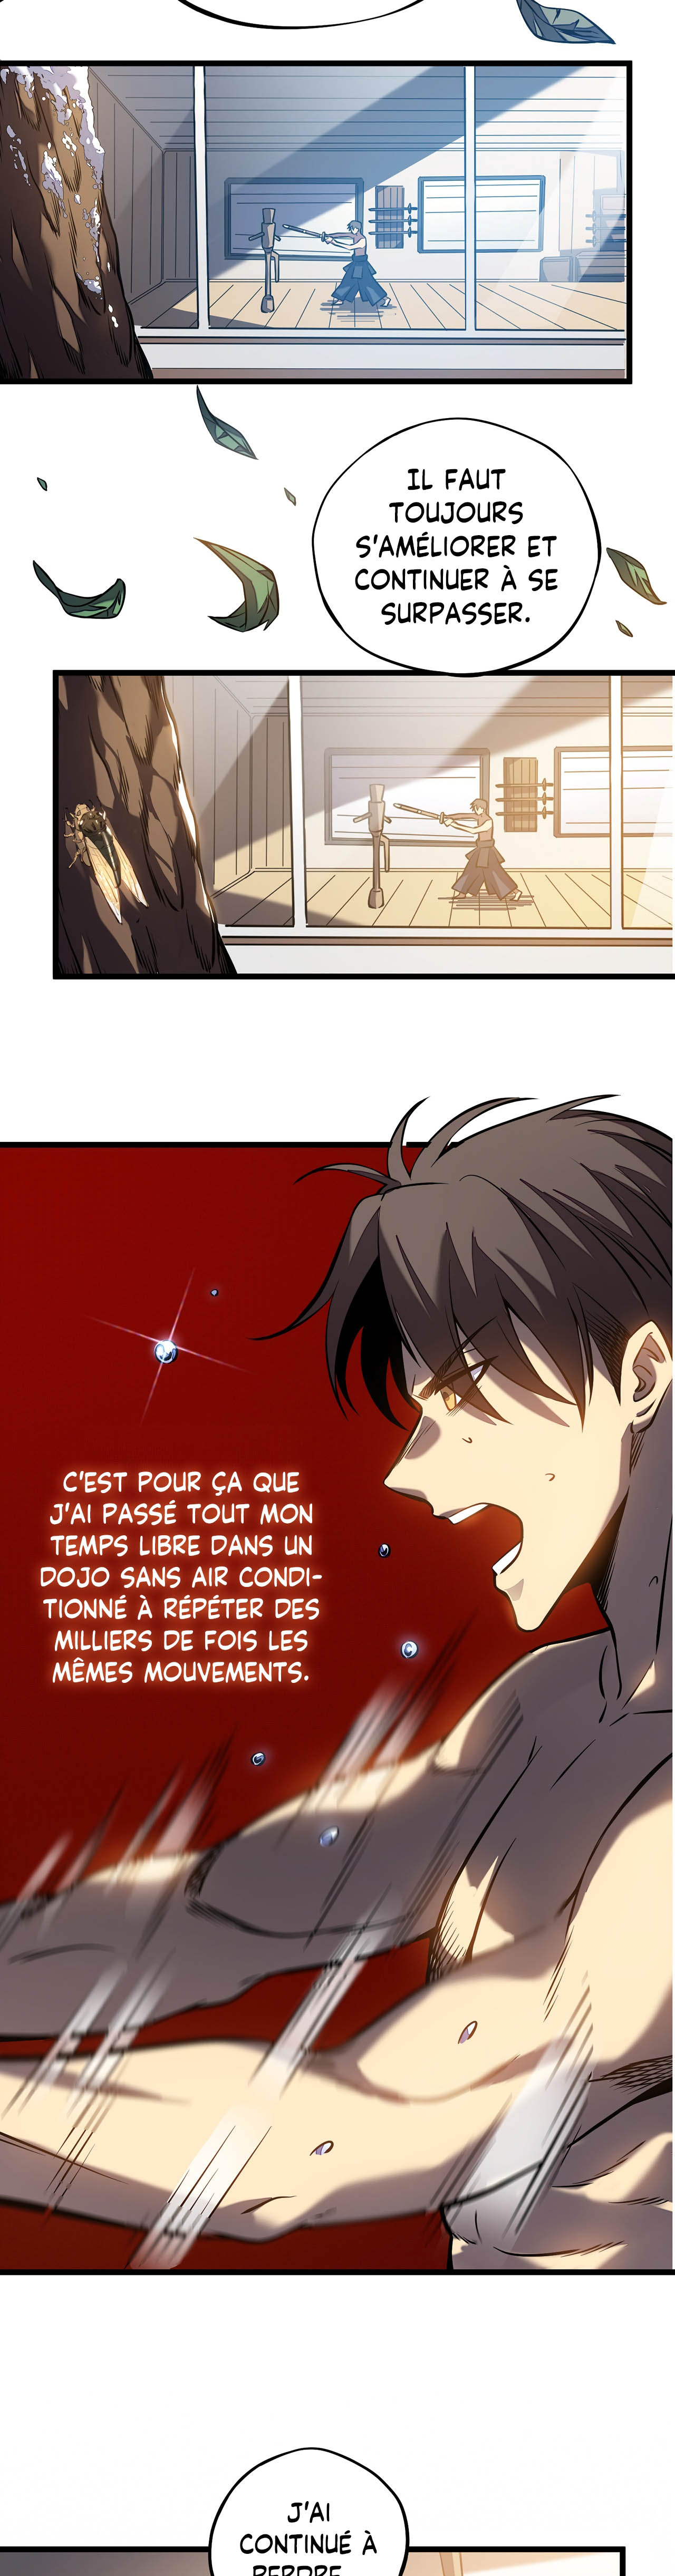 IL FAUT
TOUJOURS
S'AMÉLIORER ET
CONTINUER À SE
SURPASSER.
C'EST POUR ÇA QUE
J'AI PASSÉ TOUT MON
TEMPS LIBRE DANS UN
DOJO SANS AIR CONDI-
TIONNÉ À RÉPÉTER DES
MILLIERS DE FOIS LES
MÊMES MOUVEMENTS.
J'AI
CONTINUÉ À
PERDRE